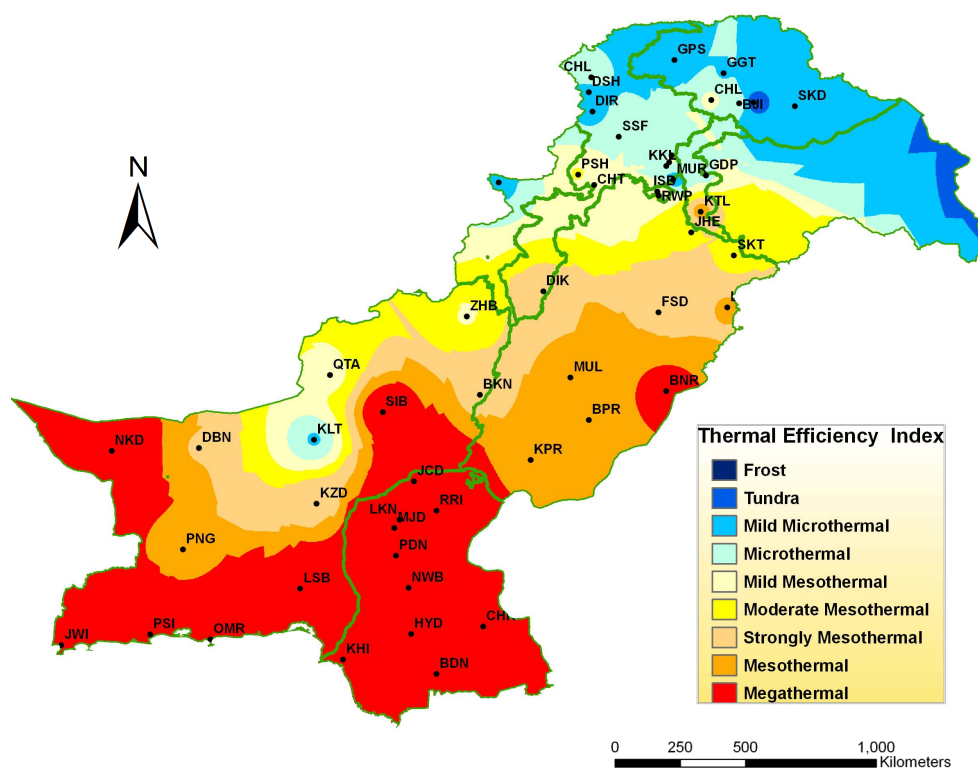 GPS
GGT
CHL
DSH
DIR
CHL
SKD
SSF
MUR
GDP
PSH
CHT
RWP
KTL
JHE
SKT
DIK
ZHB
FSD
QTA
MUL
BKN
BNR
SIB
BPR
KLT
DBN
NKD
KPR
JCD
KZD
RRI
LKN
MJD
PNG
PDN
NWB
LSB
HYD
PSI
OMR
JWI
KHI
BDN
N
Thermal Efficiency Index
Frost
Tundra
Mild Microthermal
Microthermal
Mild Mesothermal
Moderate Mesothermal
Strongly Mesothermal
Mesothermal
Megathermal
0 250 500 1,000
Kilometers